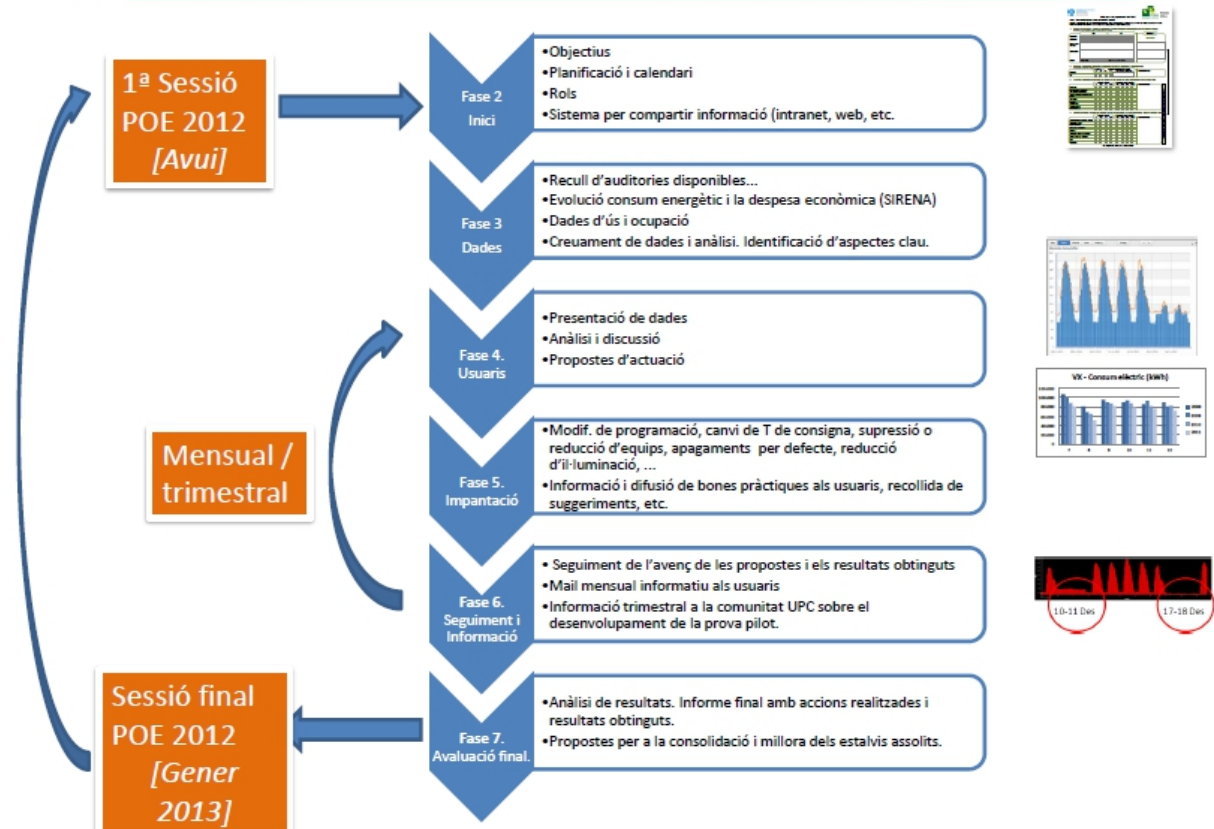 1ª Sessió
POE 2012
[Avui]
Fase 2
Inici
•Objectius
•Planificació i calendari
•Rols
•Sistema per compartir informació (intranet, web, etc.
Fase 3
Dades
•Recull d'auditories disponibles...
•Evolució consum energètic i la despesa econòmica (SIRENA)
•Dades d'ús i ocupació
•Creuament de dades i anàlisi. Identificació d'aspectes clau.
Fase 4.
Usuaris
•Presentació de dades
•Anàlisi i discussió
•Propostes d'actuació
VX - Consum elèctric (kWh)
Mensual /
trimestral
Fase 5.
Impantació
•Modif. de programació, canvi de T de consigna, supressió o
reducció d'equips, apagaments per defecte, reducció
d'il·luminació, ...
•Informació i difusió de bones pràctiques als usuaris, recollida de
suggeriments, etc.
Fase 6.
Seguiment i
Informació
• Seguiment de l'avenç de les propostes i els resultats obtinguts
•Mail mensual informatiu als usuaris
•Informació trimestral a la comunitat UPC sobre el
desenvolupament de la prova pilot.
10-11 Des
17-18 Des
Sessió final
POE 2012
[Gener
2013]
Fase 7.
Avaluació final.
•Anàlisi de resultats. Informe final amb accions realitzades i
resultats obtinguts.
•Propostes per a la consolidació i millora dels estalvis assolits.